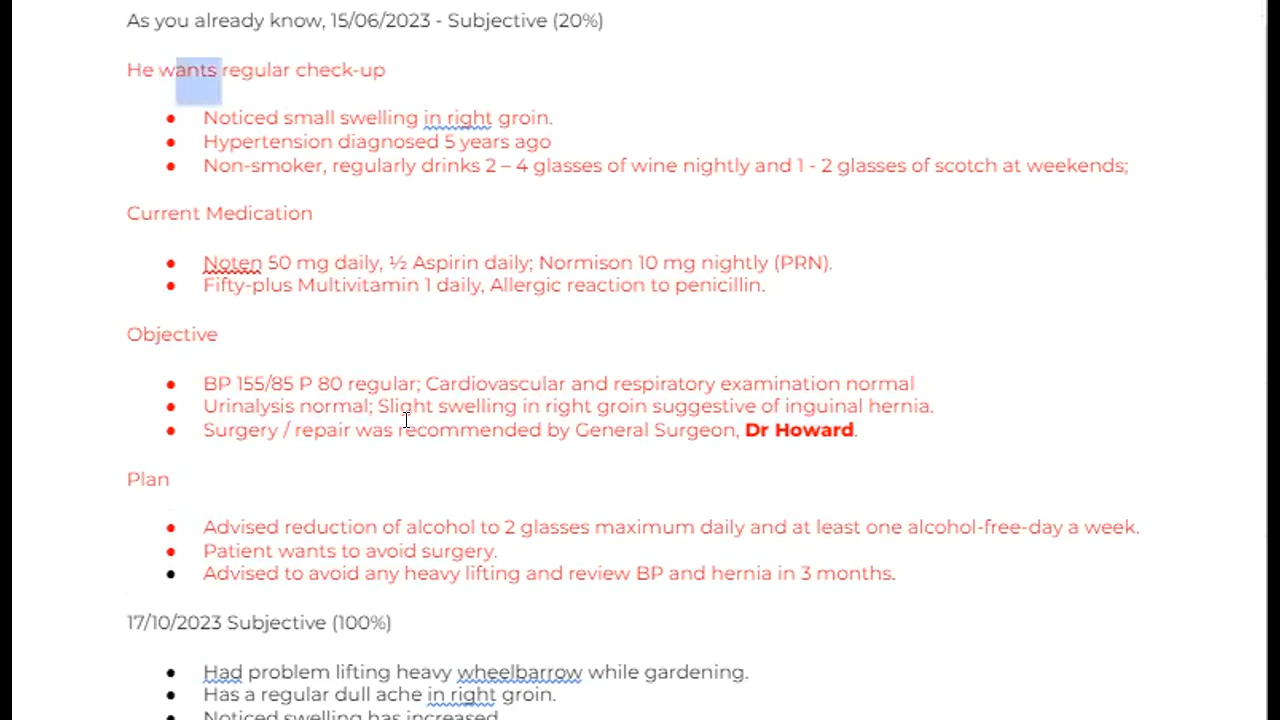 As you already know, 15/06/2023 - Subjective (20%)
He wants regular check-up
● Noticed small swelling in right groin.
● Hypertension diagnosed 5 years ago
● Non-smoker, regularly drinks 2 – 4 glasses of wine nightly and 1 - 2 glasses of scotch at weekends;
Current Medication
● Noten 50 mg daily, ½ Aspirin daily; Normison 10 mg nightly (PRN).
● Fifty-plus Multivitamin 1 daily, Allergic reaction to penicillin.
Objective
● BP 155/85 P 80 regular; Cardiovascular and respiratory examination normal
● Urinalysis normal; Slight swelling in right groin suggestive of inguinal hernia.
● Surgery / repair was recommended by General Surgeon, Dr Howard.
Plan
● Advised reduction of alcohol to 2 glasses maximum daily and at least one alcohol-free-day a week.
● Patient wants to avoid surgery.
● Advised to avoid any heavy lifting and review BP and hernia in 3 months.
17/10/2023 Subjective (100%)
● Had problem lifting heavy wheelbarrow while gardening.
● Has a regular dull ache in right groin.
● Noticed swelling has increased